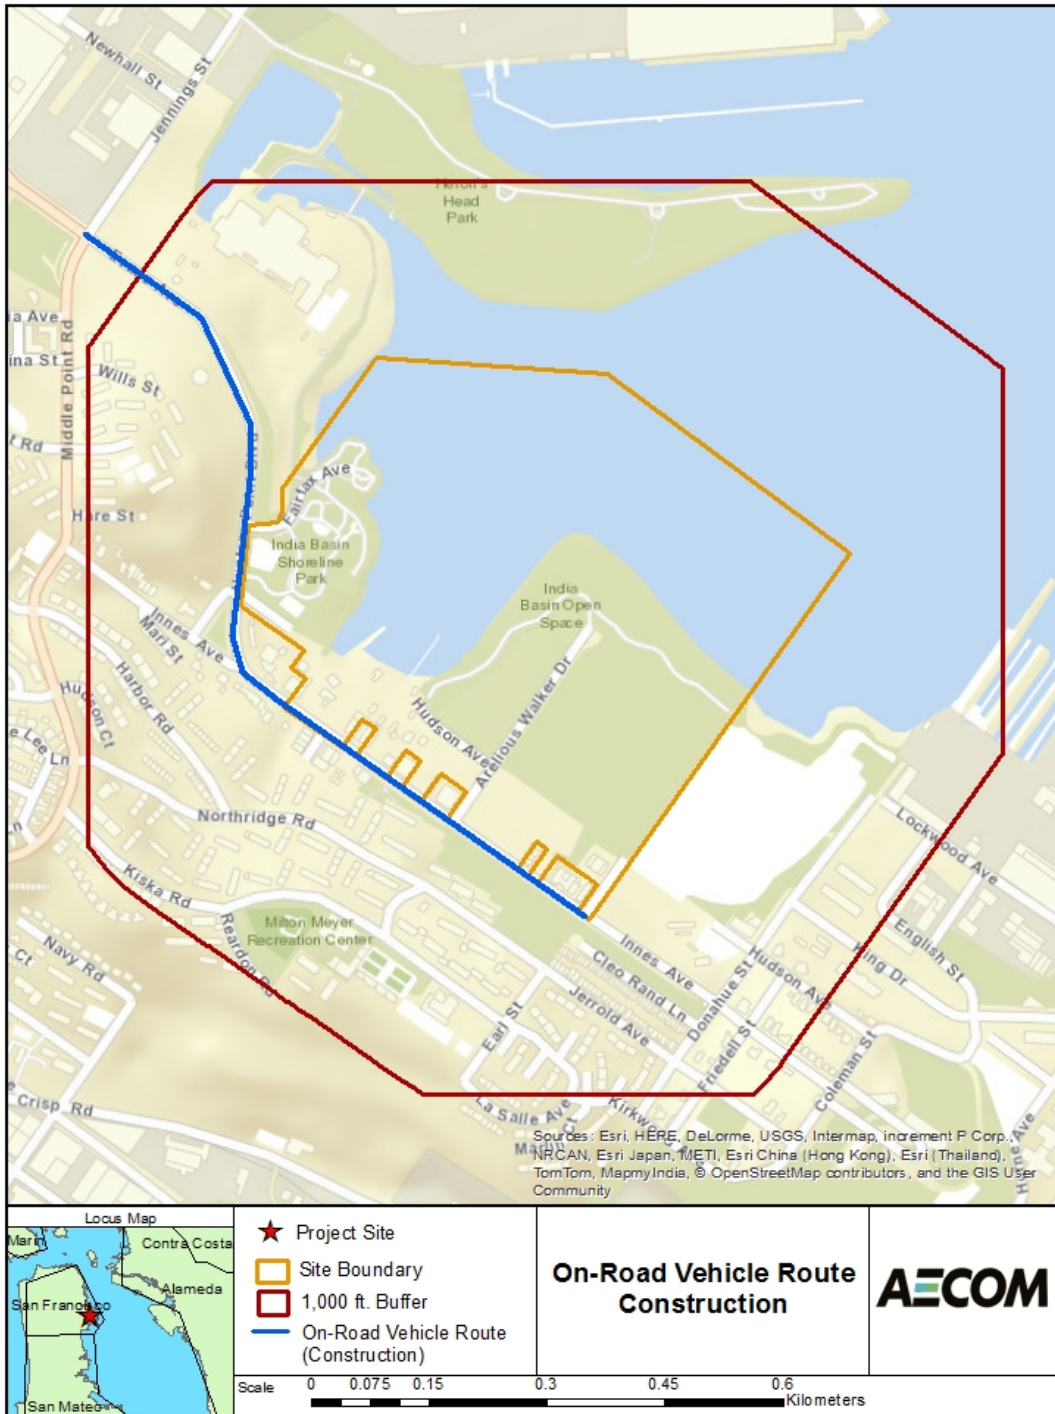 Newhall St
Jennings St
Heron's
Head
Park
Middle Point Rd
ia Ave
ina St
Wills St
t Rd
Hare St
Fairfax Ave
India Basin
Shoreline
Park
India
Basin Open
Space
Innes Ave
Mari St
Harbor Rd
Hudson Ct
e Lee Ln
Ln
Hudson Ave
Arelious Walker Dr
Northridge Rd
Kiska Rd
Reardon Rd
Milton Meyer
Recreation Center
Navy Rd
Ct
Lockwood Ave
English St
King Dr
Hudson Ave
Innes Ave
Cleo Rand Ln
Donahue St
Jerrold Ave
Earl St
Friedell St
Coleman St
e Crisp Rd
La Salle Ave
Kirkwood Ave
Sources: Esri, HERE, DeLorme, USGS, Intermap, increment P Corp.,
NRCAN, Esri Japan, METI, Esri China (Hong Kong), Esri (Thailand),
TomTom, MapmyIndia, © OpenStreetMap contributors, and the GIS User
Community
Locus Map
Marin
Contra Costa
Alameda
San Francisco
San Mateo
Project Site
Site Boundary
1,000 ft. Buffer
On-Road Vehicle Route
(Construction)
On-Road Vehicle Route
Construction
AECOM
Scale
0 0.075 0.15 0.3 0.45 0.6
Kilometers